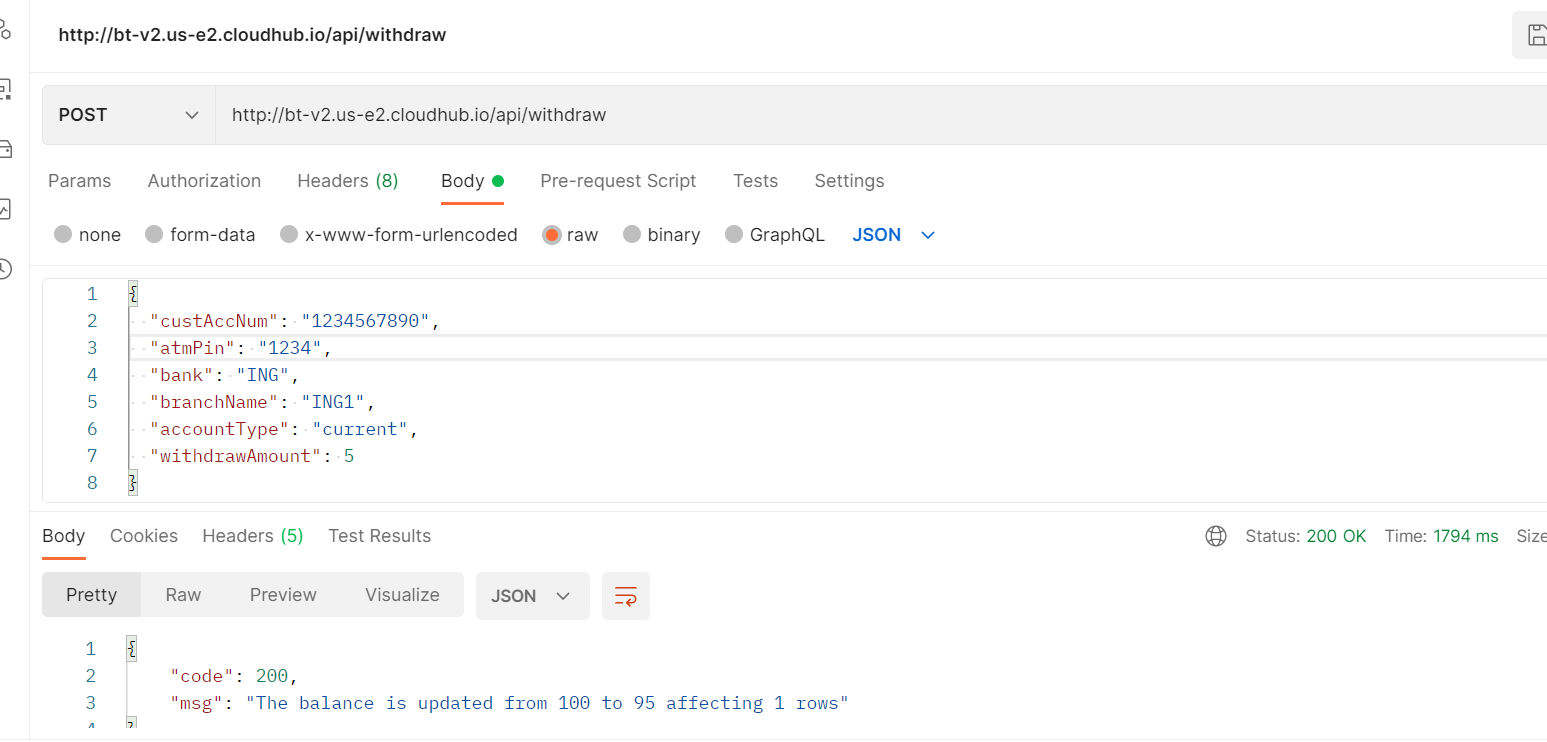 http://bt-v2.us-e2.cloudhub.io/api/withdraw
POST http://bt-v2.us-e2.cloudhub.io/api/withdraw
Params Authorization Headers (8) Body Pre-request Script Tests Settings
none form-data x-www-form-urlencoded raw binary GraphQL JSON
1 {
2 "custAccNum": "1234567890",
3 "atmPin": "1234",
4 "bank": "ING",
5 "branchName": "ING1",
6 "accountType": "current",
7 "withdrawAmount": 5
8 }
Body Cookies Headers (5) Test Results Status: 200 OK Time: 1794 ms Size
Pretty Raw Preview Visualize JSON
1 {
2 "code": 200,
3 "msg": "The balance is updated from 100 to 95 affecting 1 rows"
4 }